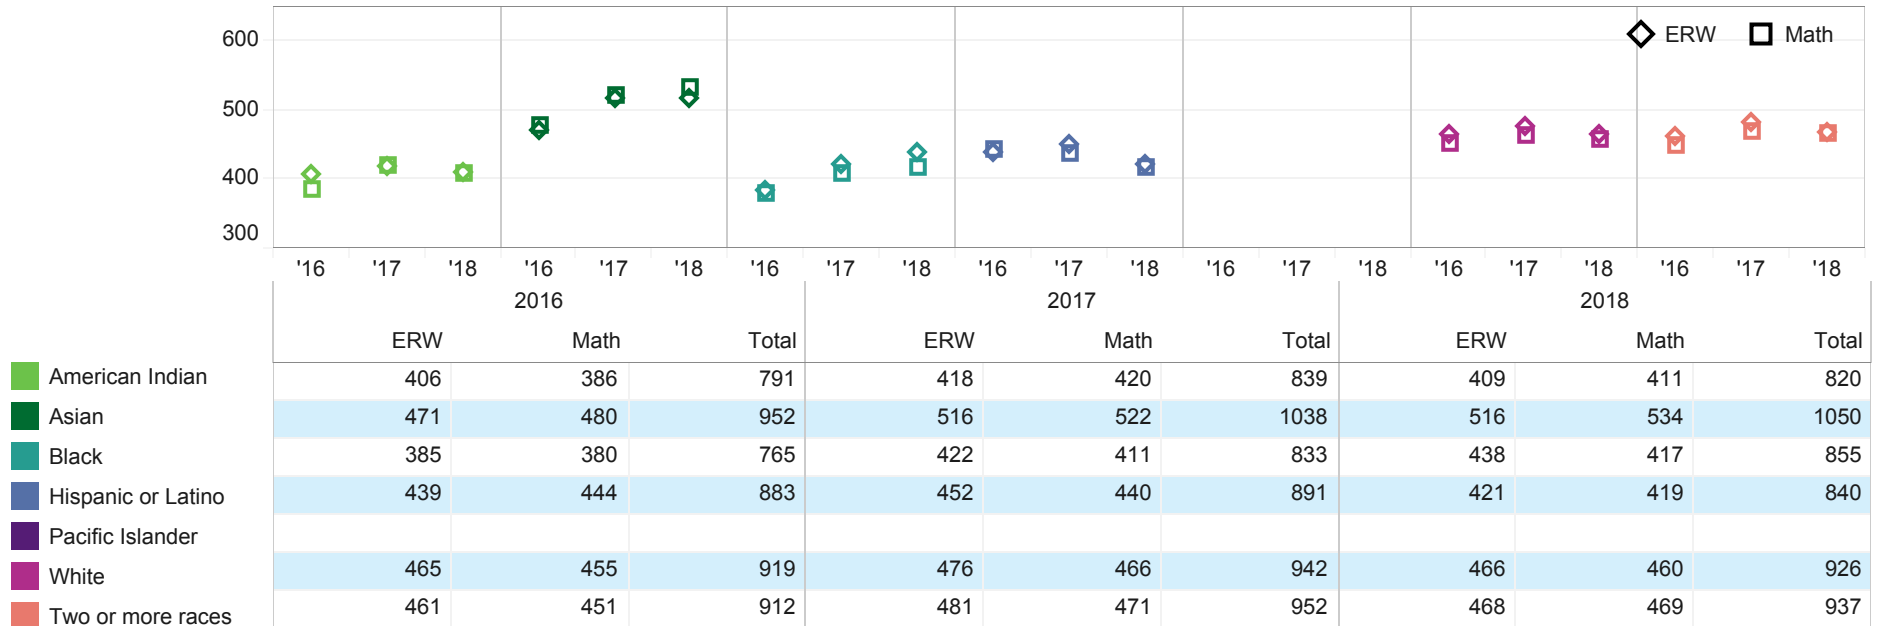 600
ERW Math
500
400
300
'16 '17 '18 '16 '17 '18 '16 '17 '18 '16 '17 '18 '16 '17 '18 '16 '17 '18 '16 '17 '18
2016 2017 2018
ERW Math Total ERW Math Total ERW Math Total
American Indian 406 386 791 418 420 839 409 411 820
Asian 471 480 952 516 522 1038 516 534 1050
Black 385 380 765 422 411 833 438 417 855
Hispanic or Latino 439 444 883 452 440 891 421 419 840
Pacific Islander
White 465 455 919 476 466 942 466 460 926
Two or more races 461 451 912 481 471 952 468 469 937